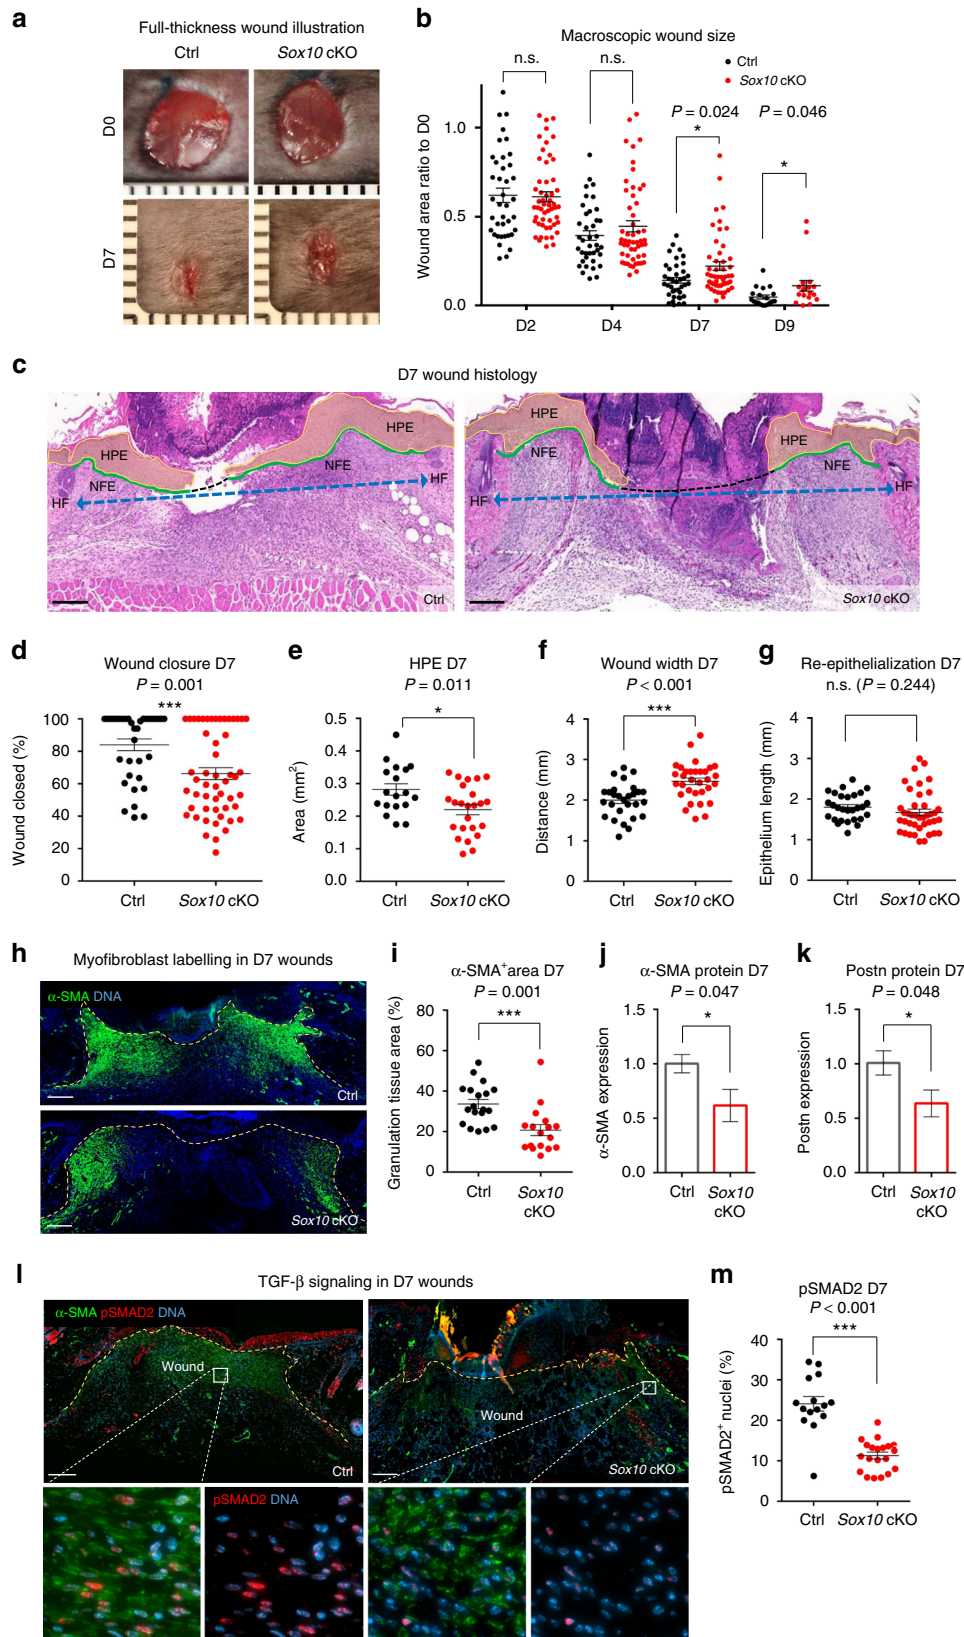 a
Full-thickness wound illustration
Ctrl
Sox10 cKO
D0
D7
b
Macroscopic wound size
Ctrl
Sox10 cKO
n.s.
n.s.
P = 0.024
P = 0.046
*
*
Wound area ratio to D0
1.0
0.5
0.0
D2
D4
D7
D9
c
D7 wound histology
HPE
HPE
NFE
NFE
HF
HF
Ctrl
HPE
HPE
NFE
NFE
HF
HF
Sox10 cKO
d
Wound closure D7
P = 0.001
***
Wound closed (%)
100
80
60
40
20
0
Ctrl
Sox10 cKO
e
HPE D7
P = 0.011
*
Area (mm²)
0.5
0.4
0.3
0.2
0.1
0.0
Ctrl
Sox10 cKO
f
Wound width D7
P < 0.001
***
Distance (mm)
4
3
2
1
0
Ctrl
Sox10 cKO
g
Re-epithelialization D7
n.s. (P = 0.244)
Epithelium length (mm)
4
3
2
1
0
Ctrl
Sox10 cKO
h
Myofibroblast labelling in D7 wounds
α-SMA DNA
Ctrl
Sox10 cKO
i
α-SMA⁺area D7
P = 0.001
***
Granulation tissue area (%)
80
60
40
20
0
Ctrl
Sox10
cKO
j
α-SMA protein D7
P = 0.047
*
α-SMA expression
1.5
1.0
0.5
0.0
Ctrl
Sox10
cKO
k
Postn protein D7
P = 0.048
*
Postn expression
1.5
1.0
0.5
0.0
Ctrl
Sox10
cKO
l
TGF-β signaling in D7 wounds
α-SMA pSMAD2 DNA
Wound
Ctrl
Wound
Sox10 cKO
pSMAD2 DNA
m
pSMAD2 D7
P < 0.001
***
pSMAD2⁺ nuclei (%)
40
30
20
10
0
Ctrl
Sox10 cKO